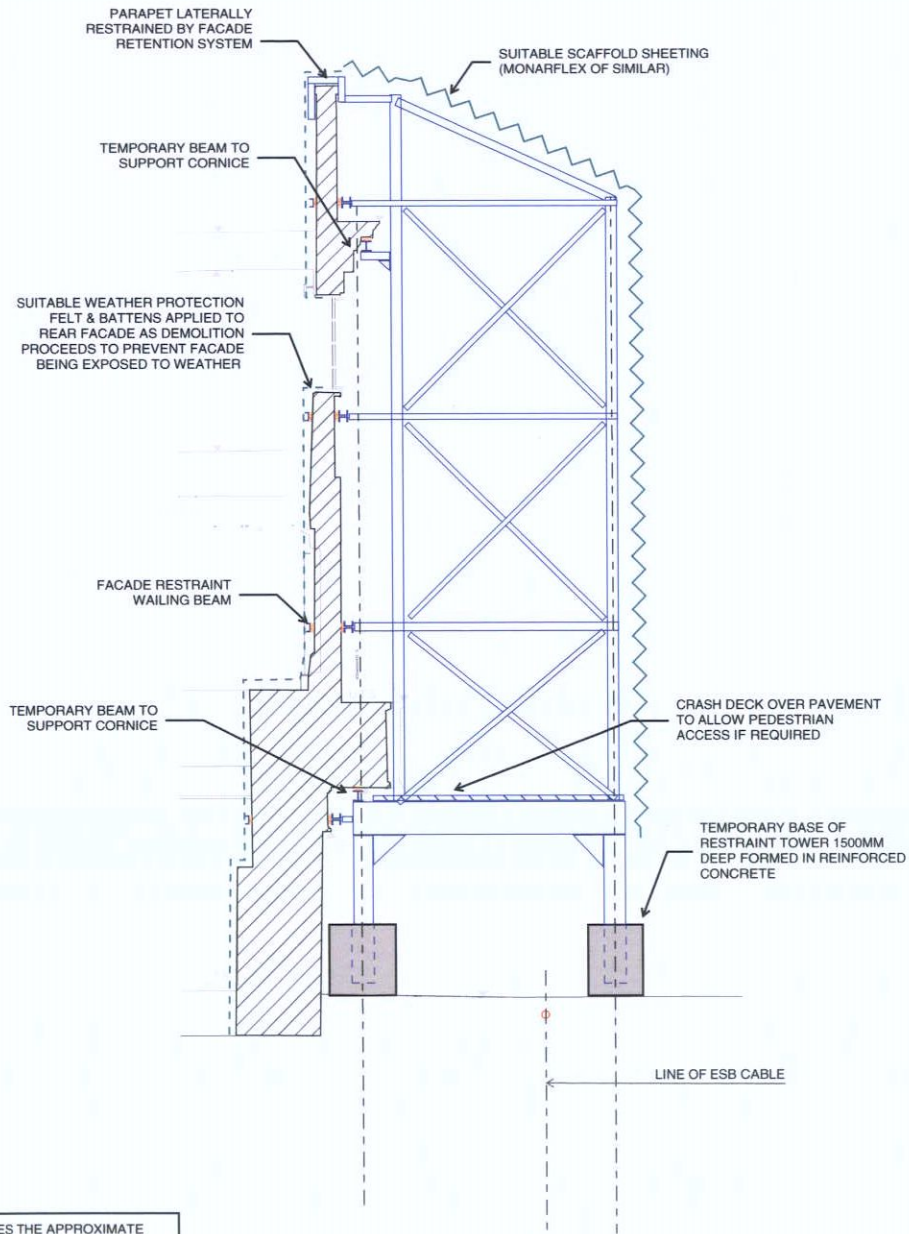 PARAPET LATERALLY
RESTRAINED BY FACADE
RETENTION SYSTEM
SUITABLE SCAFFOLD SHEETING
(MONARFLEX OF SIMILAR)
TEMPORARY BEAM TO
SUPPORT CORNICE
SUITABLE WEATHER PROTECTION
FELT & BATTENS APPLIED TO
REAR FACADE AS DEMOLITION
PROCEEDS TO PREVENT FACADE
BEING EXPOSED TO WEATHER
FACADE RESTRAINT
WAILING BEAM
TEMPORARY BEAM TO
SUPPORT CORNICE
CRASH DECK OVER PAVEMENT
TO ALLOW PEDESTRIAN
ACCESS IF REQUIRED
TEMPORARY BASE OF
RESTRAINT TOWER 1500MM
DEEP FORMED IN REINFORCED
CONCRETE
LINE OF ESB CABLE
THE APPROXIMATE